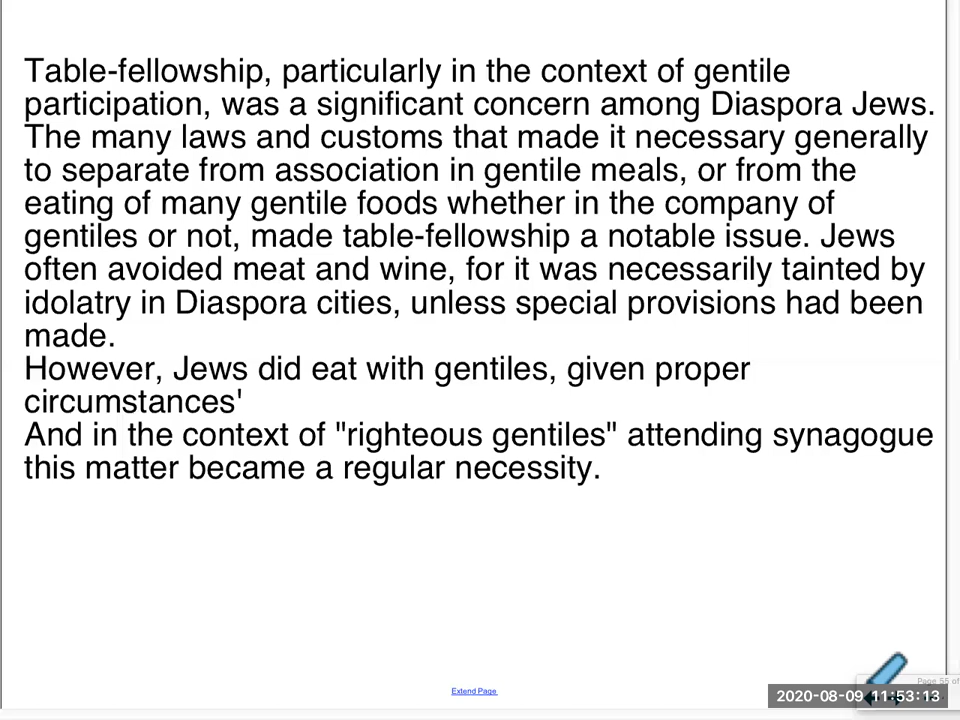 Table-fellowship, particularly in the context of gentile
participation, was a significant concern among Diaspora Jews.
The many laws and customs that made it necessary generally
to separate from association in gentile meals, or from the
eating of many gentile foods whether in the company of
gentiles or not, made table-fellowship a notable issue. Jews
often avoided meat and wine, for it was necessarily tainted by
idolatry in Diaspora cities, unless special provisions had been
made.
However, Jews did eat with gentiles, given proper
circumstances'
And in the context of "righteous gentiles" attending synagogue
this matter became a regular necessity.
Page 55 of
Extend Page
2020-08-09 11:53:13